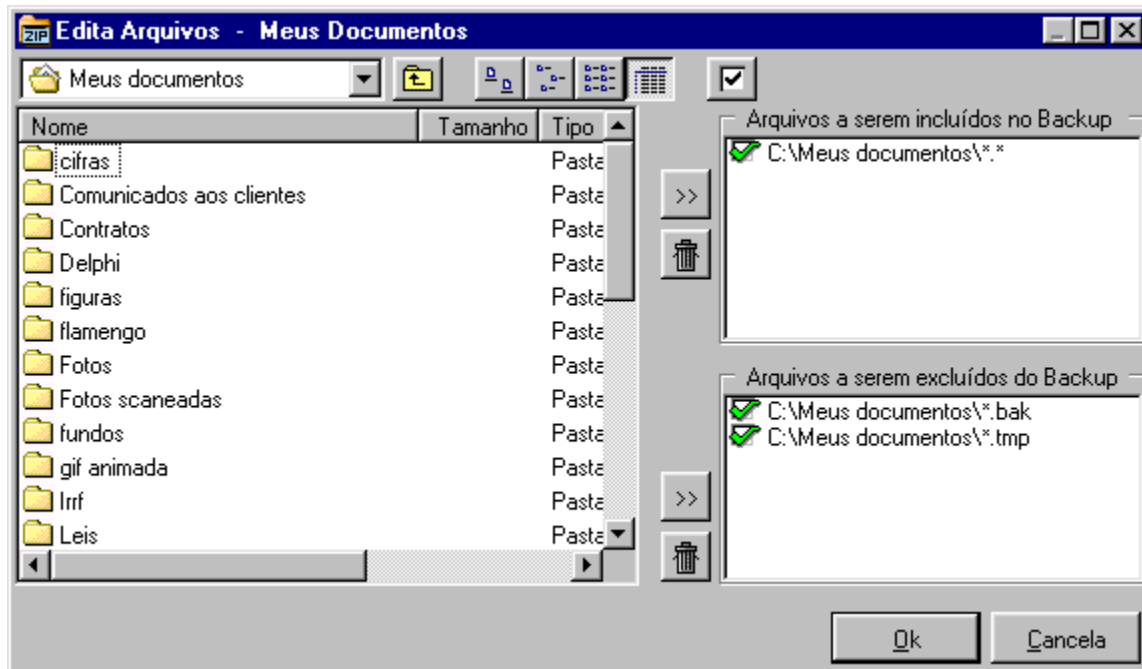 Edita Arquivos - Meus Documentos
Meus documentos
Nome Tamanho Tipo
cifras Pasta
Comunicados aos clientes Pasta
Contratos Pasta
Delphi Pasta
figuras Pasta
flamengo Pasta
Fotos Pasta
Fotos scaneadas Pasta
fundos Pasta
gif animada Pasta
Irrf Pasta
Leis Pasta
>>
Arquivos a serem incluídos no Backup
C:\Meus documentos\*.*
>>
Arquivos a serem excluídos do Backup
C:\Meus documentos\*.bak
C:\Meus documentos\*.tmp
Ok Cancela
ZIP